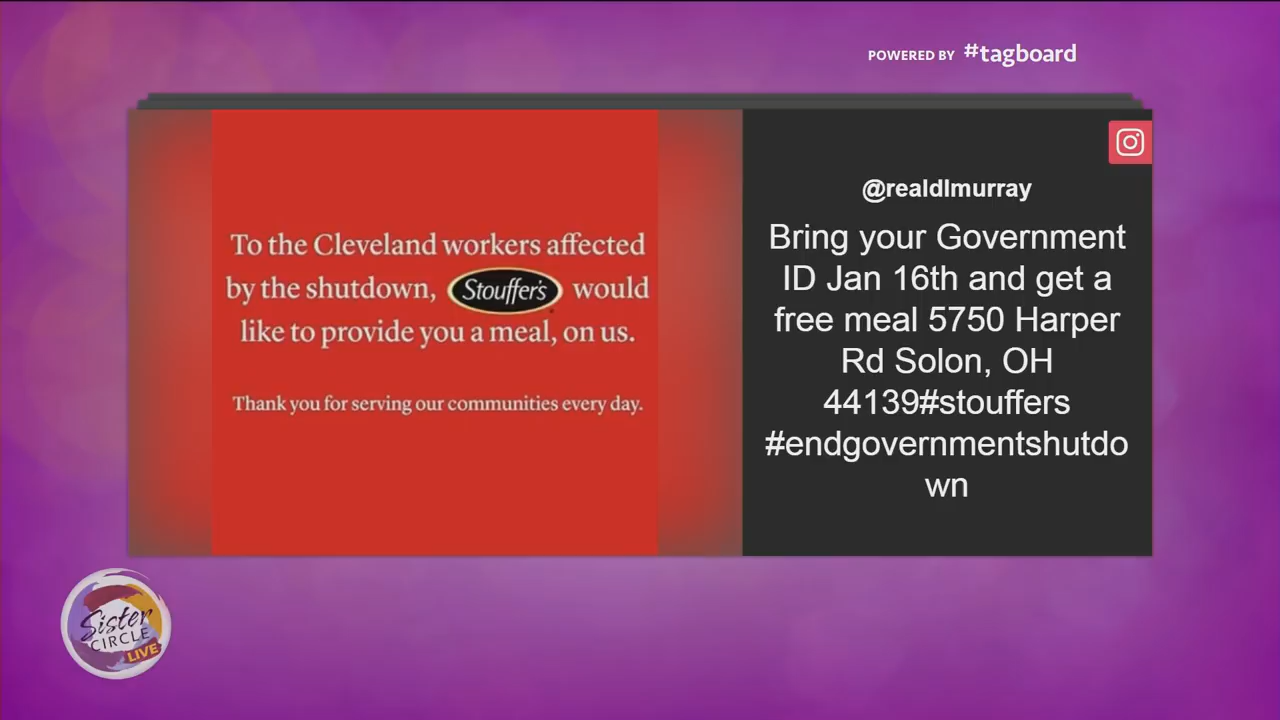 POWERED BY #tagboard
To the Cleveland workers affected
by the shutdown, Stouffer's would
like to provide you a meal, on us.
Thank you for serving our communities every day.
@realdlmurray
Bring your Government
ID Jan 16th and get a
free meal 5750 Harper
Rd Solon, OH
44139#stouffers
#endgovernmentshutdo
wn
Sister
CIRCLE
LIVE